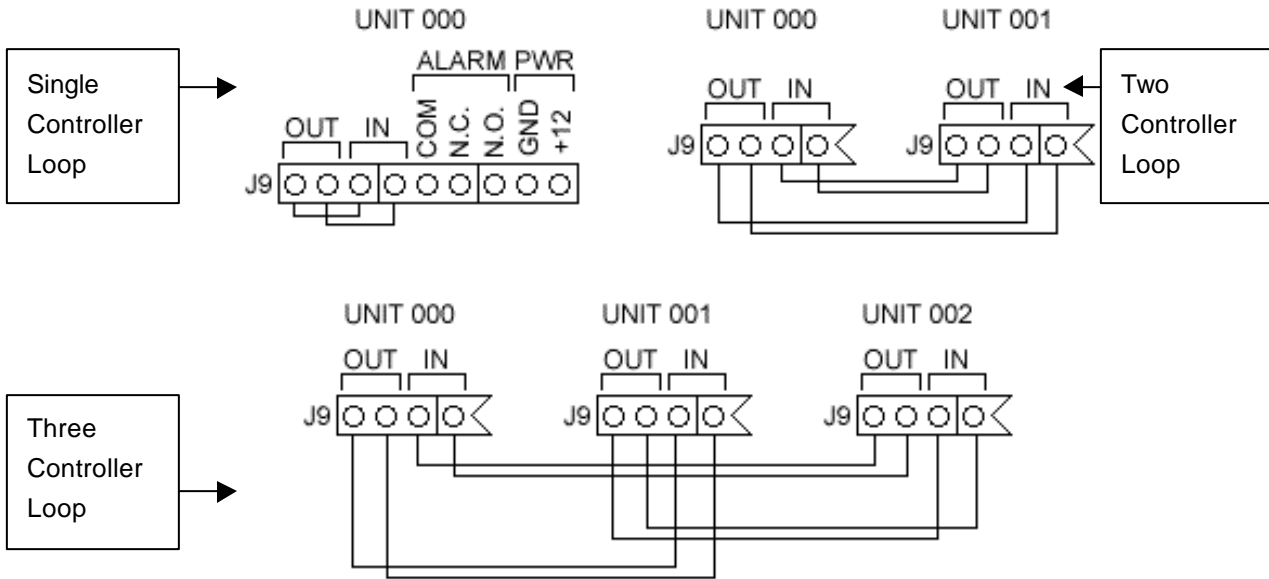 UNIT 000
UNIT 000
UNIT 001
Single
Controller
Loop
ALARM PWR
OUT IN
COM
N.C.
N.O.
GND
+12
J9
OUT IN
J9
OUT IN
J9
Two
Controller
Loop
UNIT 000
UNIT 001
UNIT 002
Three
Controller
Loop
OUT IN
J9
OUT IN
J9
OUT IN
J9